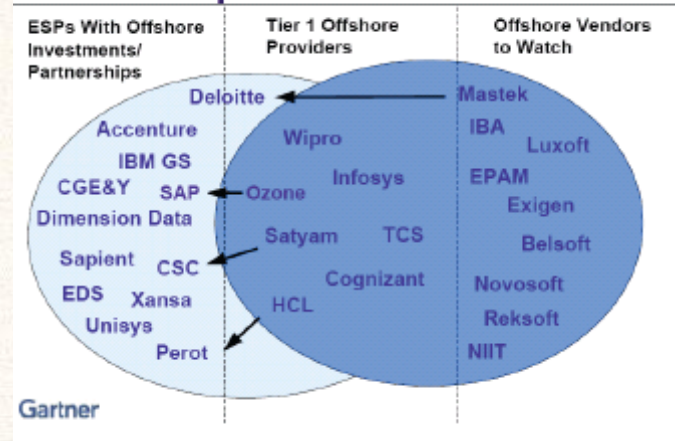 ESPs With Offshore
Investments/
Partnerships
Tier 1 Offshore
Providers
Offshore Vendors
to Watch
Deloitte
Accenture
IBM GS
CGE&Y
SAP
Dimension Data
Sapient
CSC
EDS
Xansa
Unisys
Perot
Wipro
Infosys
Ozone
Satyam
TCS
Cognizant
HCL
Mastek
IBA
Luxoft
EPAM
Exigen
Belsoft
Novosoft
Reksoft
NIIT
Gartner